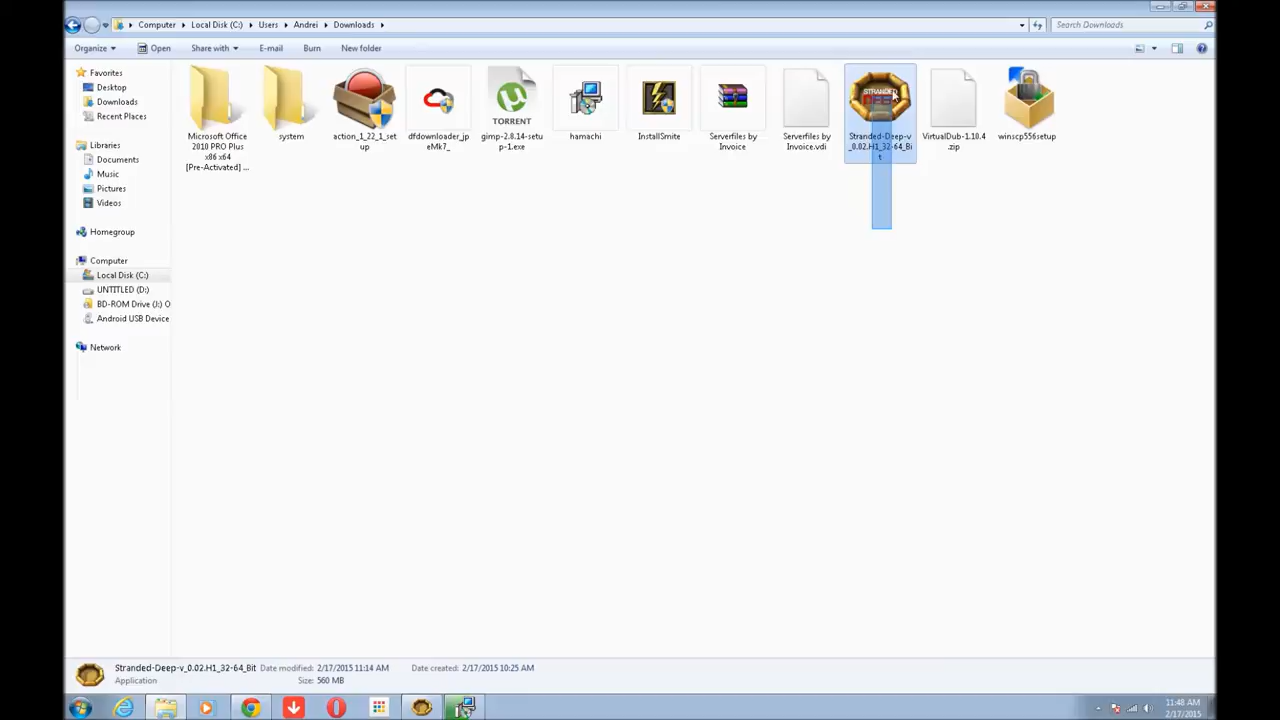 Computer Local Disk (C:) Users Andrei Downloads
Search Downloads
Organize Open Share with E-mail Burn New folder
Favorites
Desktop
Downloads
Recent Places
Libraries
Documents
Music
Pictures
Videos
Homegroup
Computer
Local Disk (C:)
UNTITLED (D:)
BD-ROM Drive (J:) O
Android USB Device
Network
Microsoft Office
2010 PRO Plus
x86 x64
[Pre-Activated] ...
system
action_1_22_1_set
up
dfdownloader_jp
eMk7_
TORRENT
gimp-2.8.14-setu
p-1.exe
hamachi
InstallSmite
Serverfiles by
Invoice
Serverfiles by
Invoice.vdi
STRANDED
DEEP
Stranded-Deep-v
_0.02.H1_32-64_Bi
t
VirtualDub-1.10.4
.zip
winscp556setup
Stranded-Deep-v_0.02.H1_32-64_Bit Date modified: 2/17/2015 11:14 AM Date created: 2/17/2015 10:25 AM
Application Size: 560 MB
11:48 AM
2/17/2015